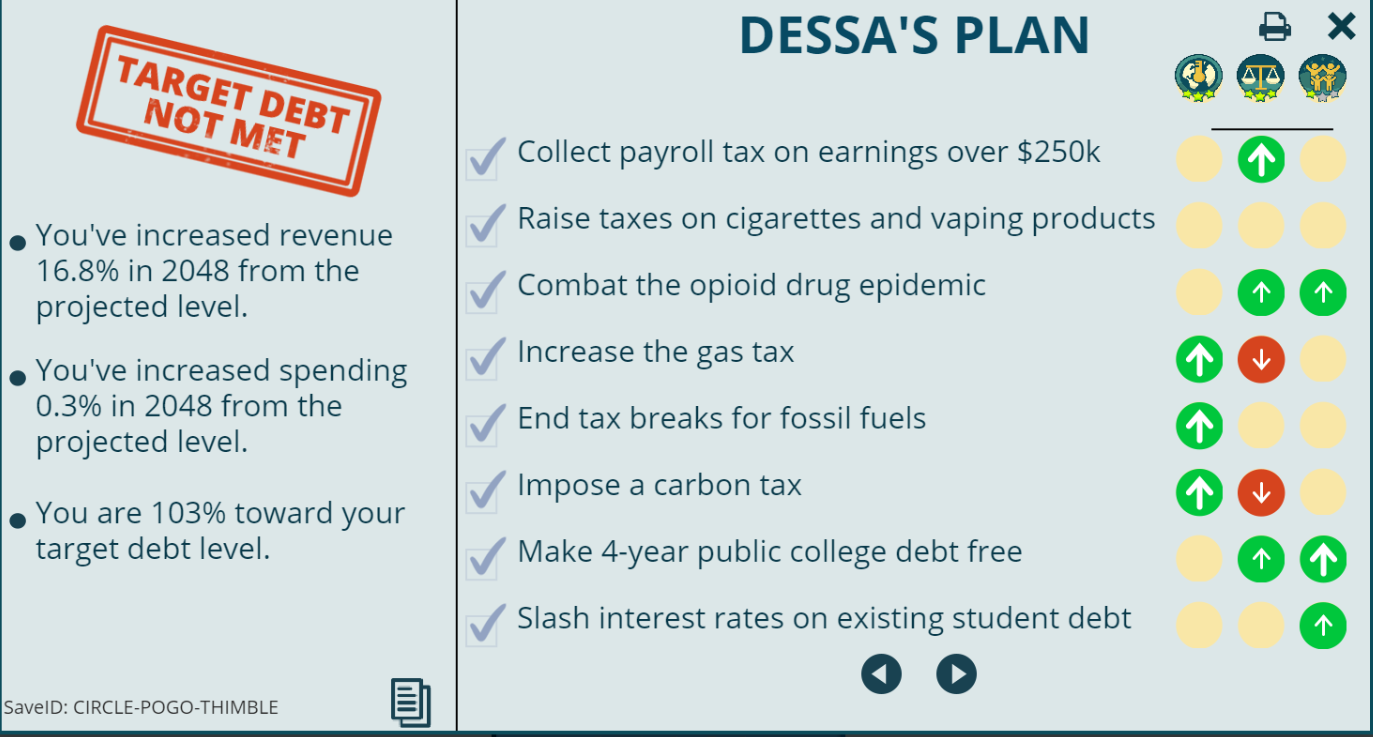 TARGET DEBT
NOT MET
You've increased revenue
16.8% in 2048 from the
projected level.
You've increased spending
0.3% in 2048 from the
projected level.
You are 103% toward your
target debt level.
SaveID: CIRCLE-POGO-THIMBLE
DESSA'S PLAN
Collect payroll tax on earnings over $250k
Raise taxes on cigarettes and vaping products
Combat the opioid drug epidemic
Increase the gas tax
End tax breaks for fossil fuels
Impose a carbon tax
Make 4-year public college debt free
Slash interest rates on existing student debt